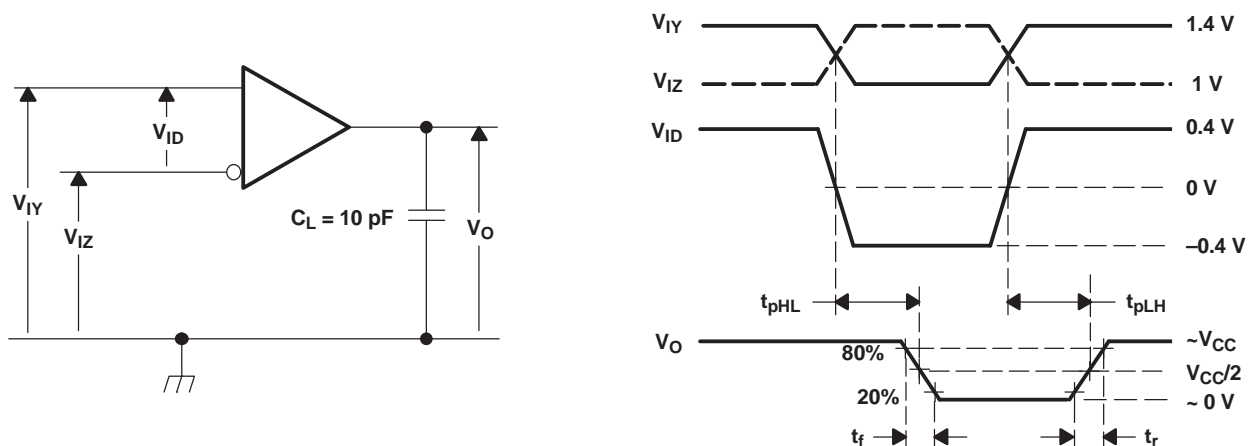 V_ID
V_IY
V_IZ
C_L = 10 pF
V_O
V_IY
1.4 V
V_IZ
1 V
V_ID
0.4 V
0 V
–0.4 V
t_pHL
t_pLH
V_O
~V_CC
80%
V_CC/2
20%
~ 0 V
t_f
t_r